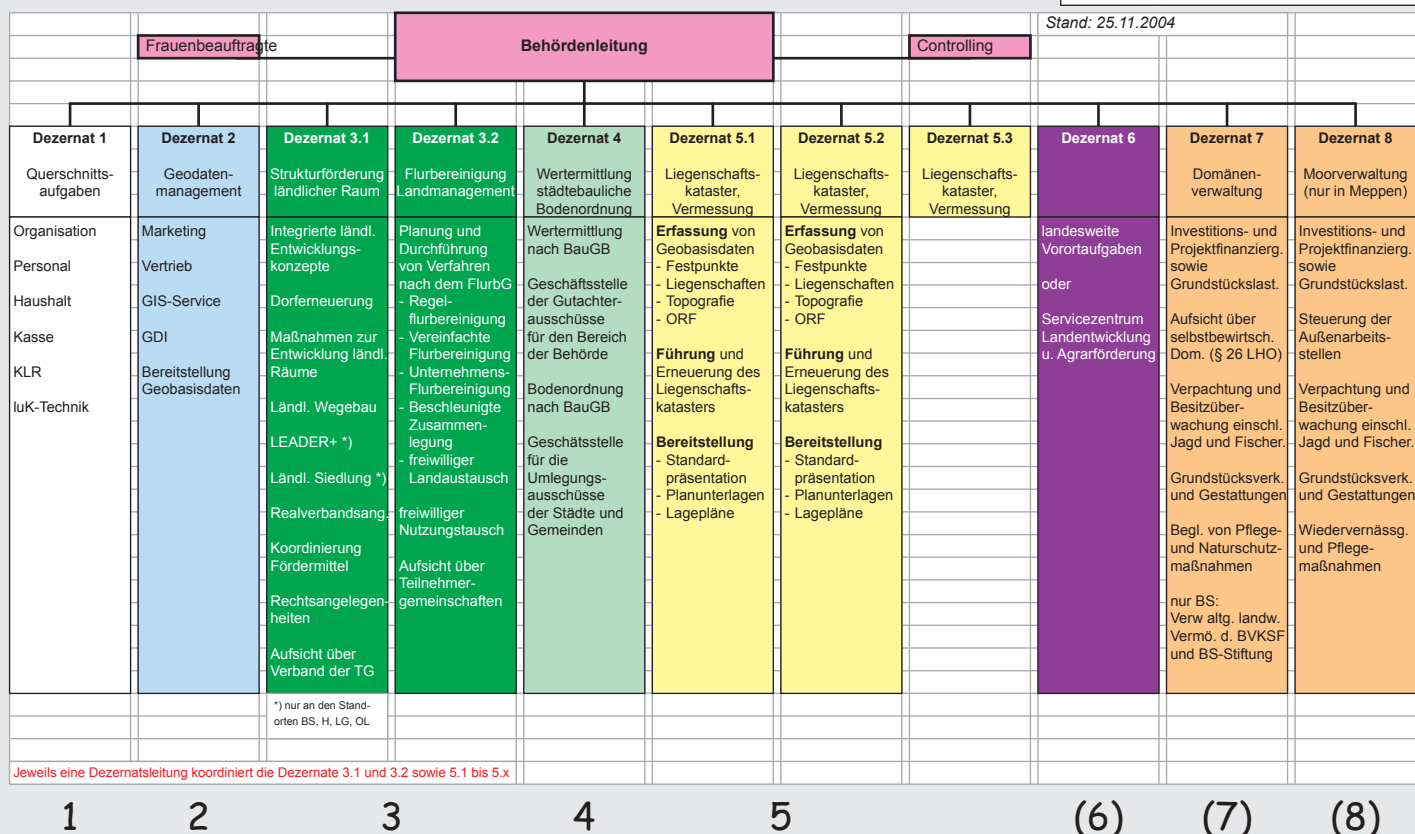 Stand: 25.11.2004
Frauenbeauftragte
Behördenleitung
Controlling
Dezernat 1
Querschnitts-
aufgaben
Organisation
Personal
Haushalt
Kasse
KLR
IuK-Technik
Dezernat 2
Geodaten-
management
Marketing
Vertrieb
GIS-Service
GDI
Bereitstellung
Geobasisdaten
Dezernat 3.1
Strukturförderung
ländlicher Raum
Integrierte ländl.
Entwicklungs-
konzepte
Dorferneuerung
Maßnahmen zur
Entwicklung ländl.
Räume
Ländl. Wegebau
LEADER+ *)
Ländl. Siedlung *)
Realverbandsang.
Koordinierung
Fördermittel
Rechtsangelegen-
heiten
Aufsicht über
Verband der TG
*) nur an den Stand-
orten BS, H, LG, OL
Dezernat 3.2
Flurbereinigung
Landmanagement
Planung und
Durchführung
von Verfahren
nach dem FlurbG
- Regel-
flurbereinigung
- Vereinfachte
Flurbereinigung
- Unternehmens-
Flurbereinigung
- Beschleunigte
Zusammen-
legung
- freiwilliger
Landaustausch
freiwilliger
Nutzungstausch
Aufsicht über
Teilnehmer-
gemeinschaften
Dezernat 4
Wertermittlung
städtebauliche
Bodenordnung
Wertermittlung
nach BauGB
Geschäftsstelle
der Gutachter-
ausschüsse
für den Bereich
der Behörde
Bodenordnung
nach BauGB
Geschätsstelle
für die
Umlegungs-
ausschüsse
der Städte und
Gemeinden
Dezernat 5.1
Liegenschafts-
kataster,
Vermessung
Erfassung von
Geobasisdaten
- Festpunkte
- Liegenschaften
- Topografie
- ORF
Führung und
Erneuerung des
Liegenschafts-
katasters
Bereitstellung
- Standard-
präsentation
- Planunterlagen
- Lagepläne
Dezernat 5.2
Liegenschafts-
kataster,
Vermessung
Erfassung von
Geobasisdaten
- Festpunkte
- Liegenschaften
- Topografie
- ORF
Führung und
Erneuerung des
Liegenschafts-
katasters
Bereitstellung
- Standard-
präsentation
- Planunterlagen
- Lagepläne
Dezernat 5.3
Liegenschafts-
kataster,
Vermessung
Dezernat 6
landesweite
Vorortaufgaben
oder
Servicezentrum
Landentwicklung
u. Agrarförderung
Dezernat 7
Domänen-
verwaltung
Investitions- und
Projektfinanzierg.
sowie
Grundstückslast.
Aufsicht über
selbstbewirtsch.
Dom. (§ 26 LHO)
Verpachtung und
Besitzüber-
wachung einschl.
Jagd und Fischer.
Grundstücksverk.
und Gestattungen
Begl. von Pflege-
und Naturschutz-
maßnahmen
nur BS:
Verw altg. landw.
Vermö. d. BVKSF
und BS-Stiftung
Dezernat 8
Moorverwaltung
(nur in Meppen)
Investitions- und
Projektfinanzierg.
sowie
Grundstückslast.
Steuerung der
Außenarbeits-
stellen
Verpachtung und
Besitzüber-
wachung einschl.
Jagd und Fischer.
Grundstücksverk.
und Gestattungen
Wiedervernässg.
und Pflege-
maßnahmen
Jeweils eine Dezernatsleitung koordiniert die Dezernate 3.1 und 3.2 sowie 5.1 bis 5.x
1 2 3 4 5 (6) (7) (8)